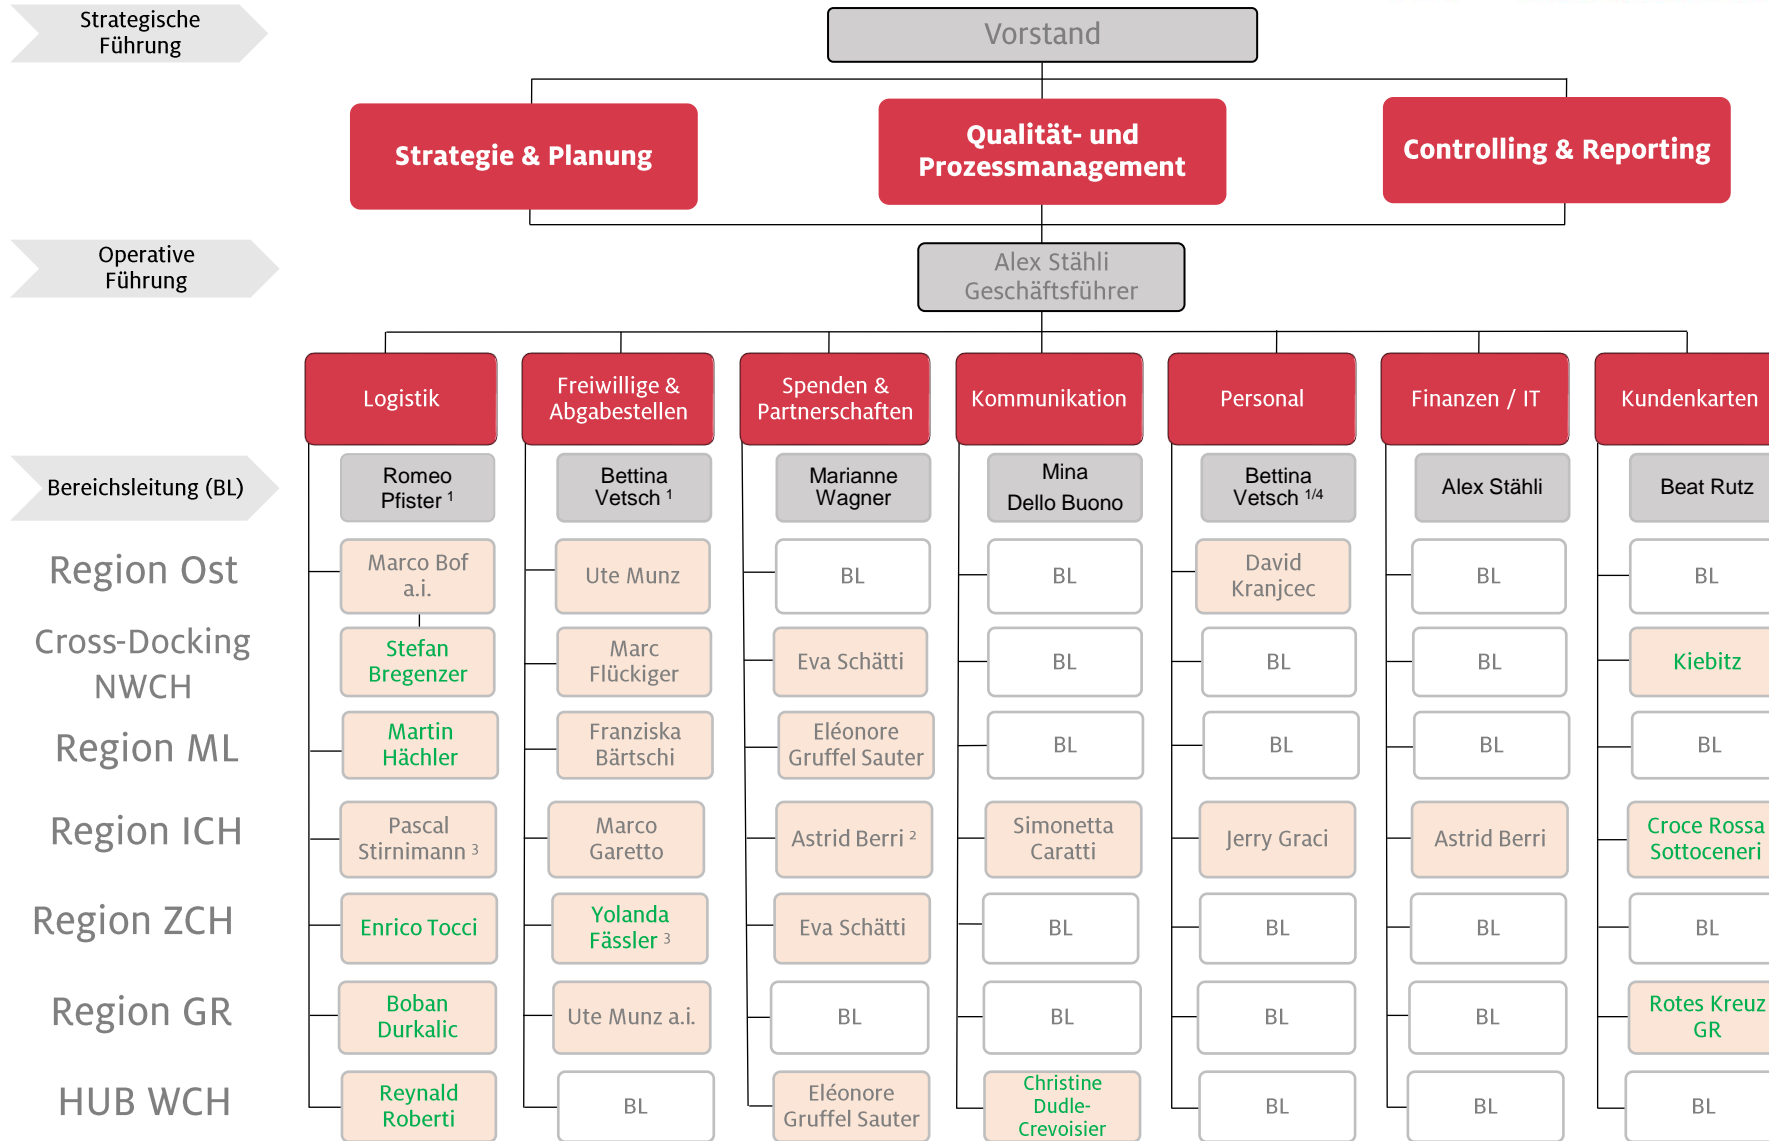 Strategische
Führung
Vorstand
Strategie & Planung
Qualität- und
Prozessmanagement
Controlling & Reporting
Operative
Führung
Alex Stähli
Geschäftsführer
Logistik
Freiwillige &
Abgabestellen
Spenden &
Partnerschaften
Kommunikation
Personal
Finanzen / IT
Kundenkarten
Bereichsleitung (BL)
Romeo
Pfister ¹
Bettina
Vetsch ¹
Marianne
Wagner
Mina
Dello Buono
Bettina
Vetsch ¹/⁴
Alex Stähli
Beat Rutz
Region Ost
Marco Bof
a.i.
Ute Munz
BL
BL
David
Kranjcec
BL
BL
Cross-Docking
NWCH
Stefan
Bregenzer
Marc
Flückiger
Eva Schätti
BL
BL
BL
Kiebitz
Region ML
Martin
Hächler
Franziska
Bärtschi
Eléonore
Gruffel Sauter
BL
BL
BL
BL
Region ICH
Pascal
Stirnimann ³
Marco
Garetto
Astrid Berri ²
Simonetta
Caratti
Jerry Graci
Astrid Berri
Croce Rossa
Sottoceneri
Region ZCH
Enrico Tocci
Yolanda
Fässler ³
Eva Schätti
BL
BL
BL
BL
Region GR
Boban
Durkalic
Ute Munz a.i.
BL
BL
BL
BL
Rotes Kreuz
GR
HUB WCH
Reynald
Roberti
BL
Eléonore
Gruffel Sauter
Christine
Dudle-
Crevoisier
BL
BL
BL